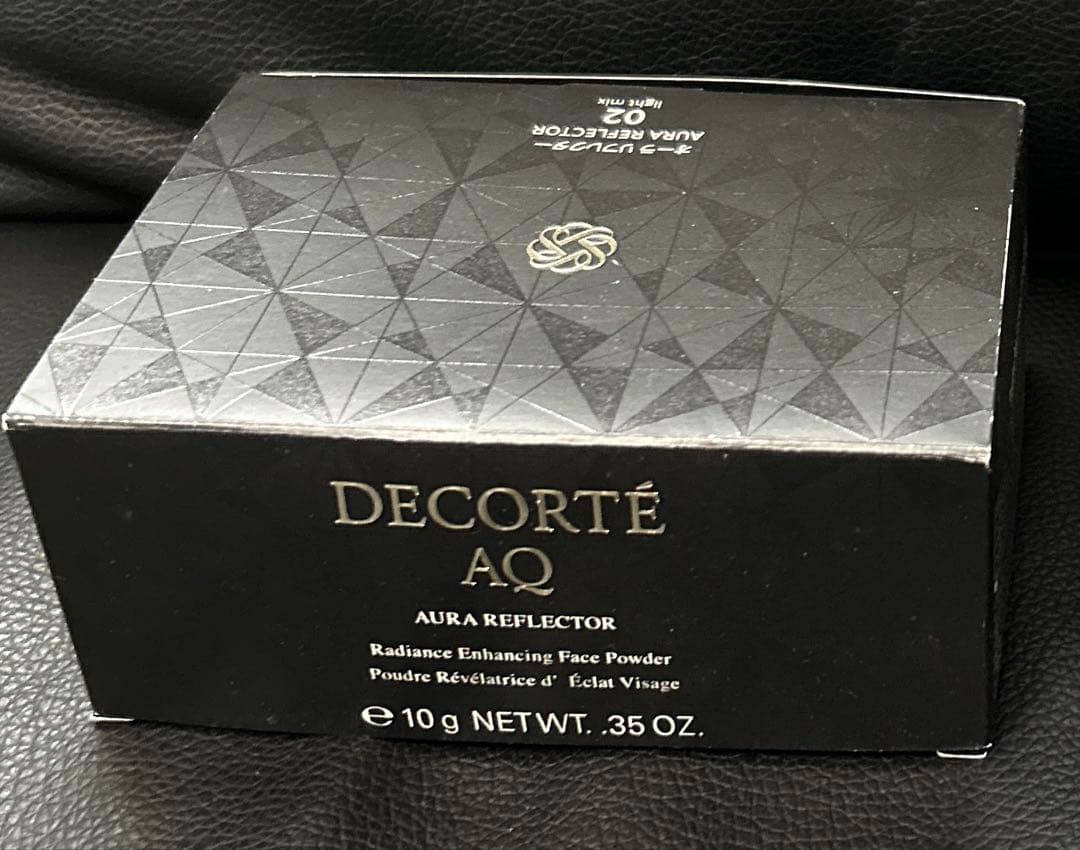 オーラ リフレクター
AURA REFLECTOR
02
light mix
DECORTÉ
AQ
AURA REFLECTOR
Radiance Enhancing Face Powder
Poudre Révélatrice d' Éclat Visage
℮ 10 g NET WT. .35 OZ.